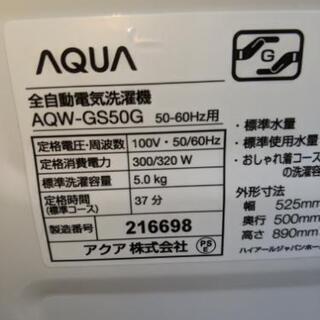 AQUA
全自動電気洗濯機
AQW-GS50G 50-60Hz用
定格電圧・周波数 100V・50/60Hz
定格消費電力 300/320 W
標準洗濯容量 5.0 kg
定格時間 37 分
(標準コース)
製造番号 216698
アクア 株式会社 PS E
G
・標準水量
・標準使用水量
・おしゃれ着コース
の洗濯容
外形寸法
幅 525mm
奥行 500mm
高さ 890mm
ハイアールジャパンホー